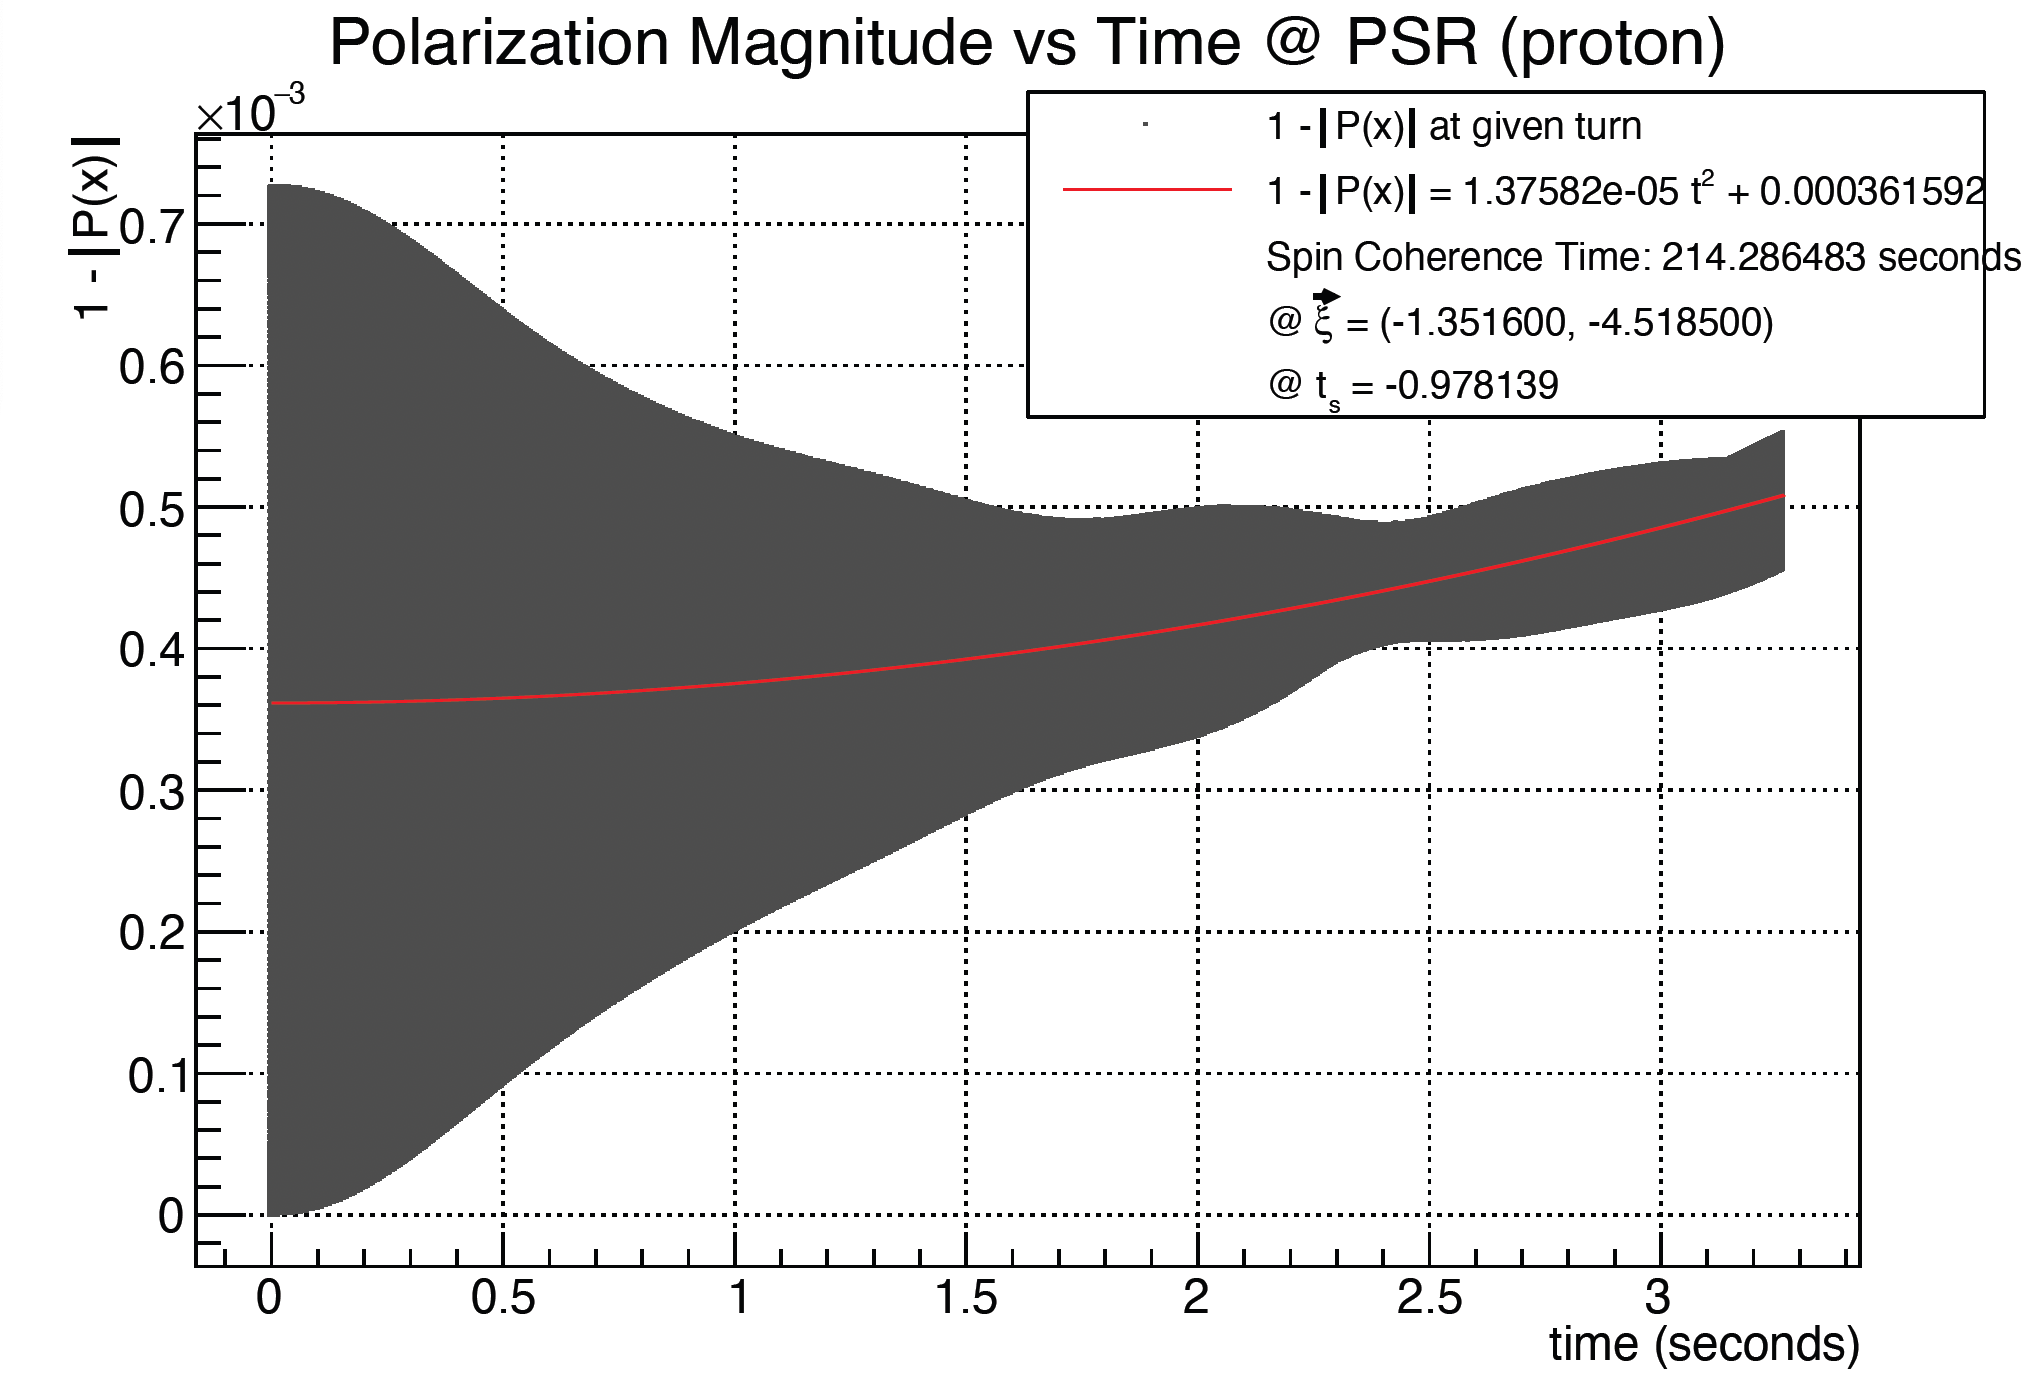 Polarization Magnitude vs Time @ PSR (proton)
×10⁻³
1 - |P(x)|
1 - |P(x)| at given turn
1 - |P(x)| = 1.37582e-05 t² + 0.000361592
Spin Coherence Time: 214.286483 seconds
@ ξ⃗ = (-1.351600, -4.518500)
@ tₛ = -0.978139
0.7
0.6
0.5
0.4
0.3
0.2
0.1
0
0 0.5 1 1.5 2 2.5 3
time (seconds)